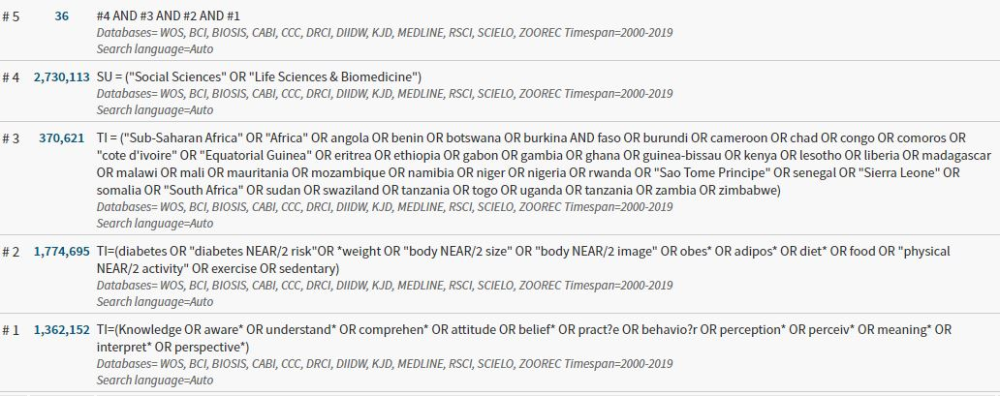 # 5 36 #4 AND #3 AND #2 AND #1
Databases= WOS, BCI, BIOSIS, CABI, CCC, DRCI, DIIDW, KJD, MEDLINE, RSCI, SCIELO, ZOOREC Timespan=2000-2019
Search language=Auto
# 4 2,730,113 SU = ("Social Sciences" OR "Life Sciences & Biomedicine")
Databases= WOS, BCI, BIOSIS, CABI, CCC, DRCI, DIIDW, KJD, MEDLINE, RSCI, SCIELO, ZOOREC Timespan=2000-2019
Search language=Auto
# 3 370,621 TI = ("Sub-Saharan Africa" OR "Africa" OR angola OR benin OR botswana OR burkina AND faso OR burundi OR cameroon OR chad OR congo OR comoros OR
"cote d'ivoire" OR "Equatorial Guinea" OR eritrea OR ethiopia OR gabon OR gambia OR ghana OR guinea-bissau OR kenya OR lesotho OR liberia OR madagascar
OR malawi OR mali OR mauritania OR mozambique OR namibia OR niger OR nigeria OR rwanda OR "Sao Tome Principe" OR senegal OR "Sierra Leone" OR
somalia OR "South Africa" OR sudan OR swaziland OR tanzania OR togo OR uganda OR tanzania OR zambia OR zimbabwe)
Databases= WOS, BCI, BIOSIS, CABI, CCC, DRCI, DIIDW, KJD, MEDLINE, RSCI, SCIELO, ZOOREC Timespan=2000-2019
Search language=Auto
# 2 1,774,695 TI=(diabetes OR "diabetes NEAR/2 risk"OR *weight OR "body NEAR/2 size" OR "body NEAR/2 image" OR obes* OR adipos* OR diet* OR food OR "physical
NEAR/2 activity" OR exercise OR sedentary)
Databases= WOS, BCI, BIOSIS, CABI, CCC, DRCI, DIIDW, KJD, MEDLINE, RSCI, SCIELO, ZOOREC Timespan=2000-2019
Search language=Auto
# 1 1,362,152 TI=(Knowledge OR aware* OR understand* OR comprehen* OR attitude OR belief* OR pract?e OR behavio?r OR perception* OR perceiv* OR meaning* OR
interpret* OR perspective*)
Databases= WOS, BCI, BIOSIS, CABI, CCC, DRCI, DIIDW, KJD, MEDLINE, RSCI, SCIELO, ZOOREC Timespan=2000-2019
Search language=Auto